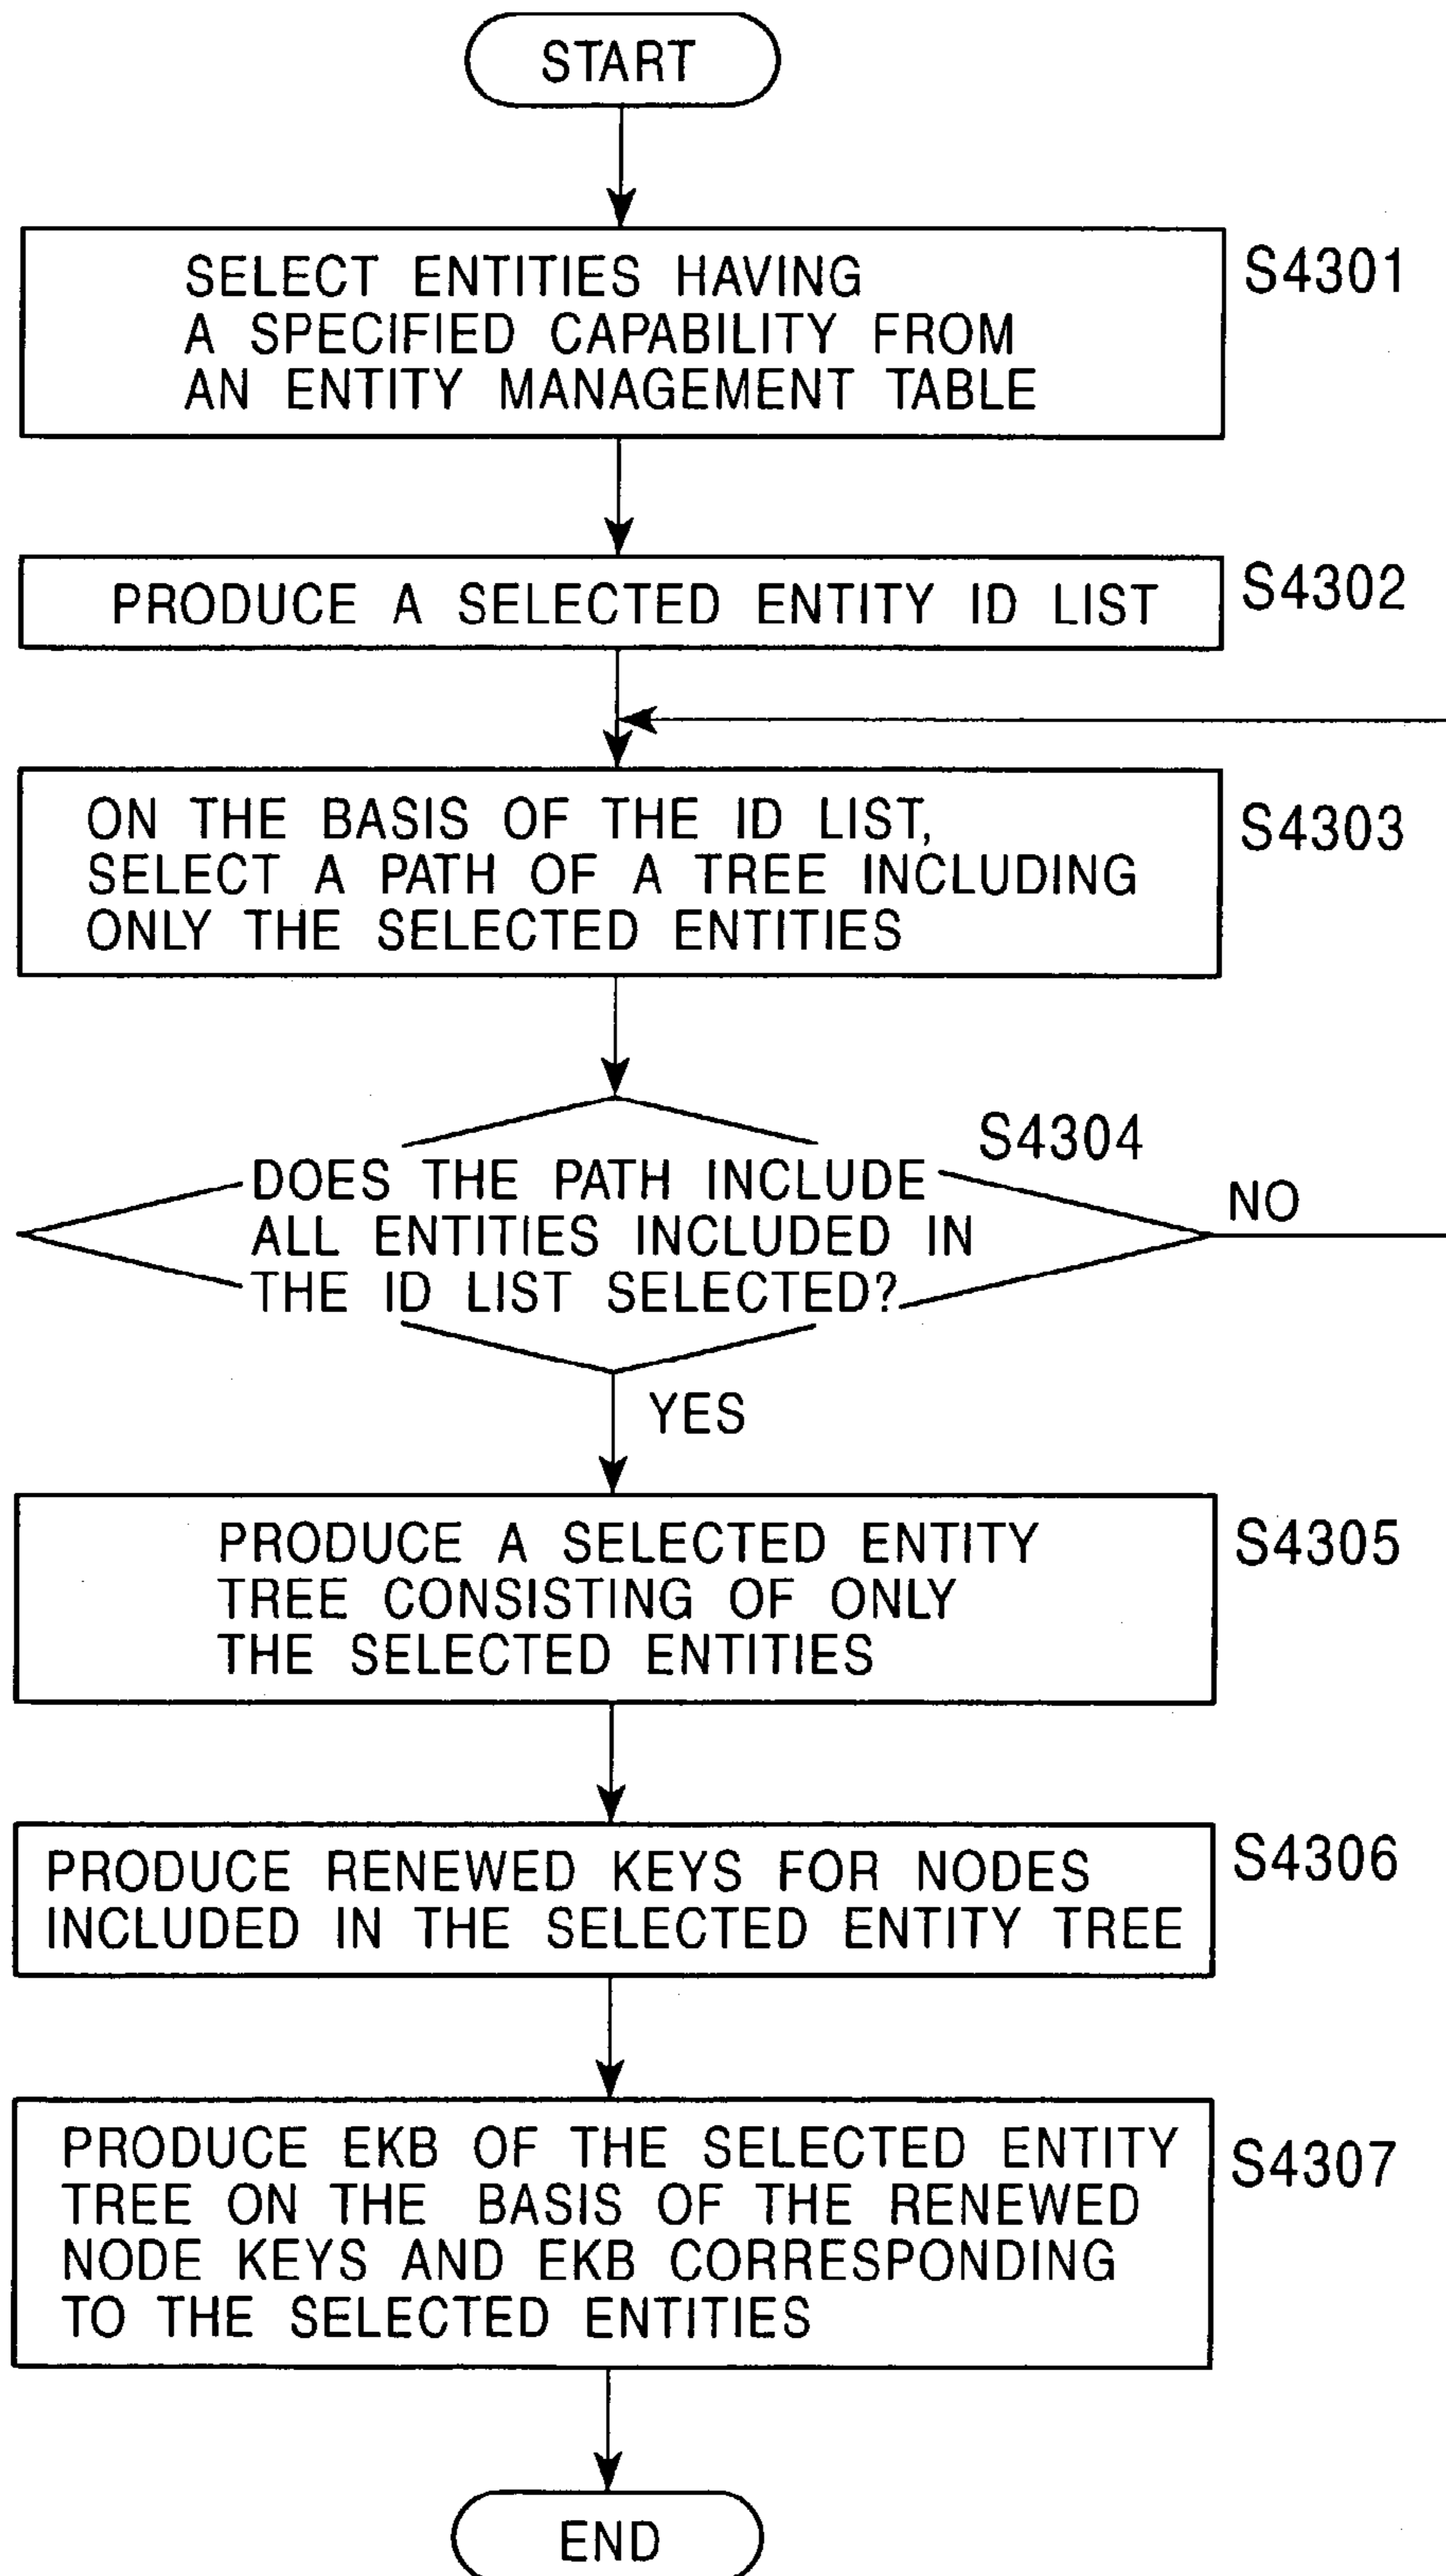 START
SELECT ENTITIES HAVING
A SPECIFIED CAPABILITY FROM
AN ENTITY MANAGEMENT TABLE
S4301
PRODUCE A SELECTED ENTITY ID LIST
S4302
ON THE BASIS OF THE ID LIST,
SELECT A PATH OF A TREE INCLUDING
ONLY THE SELECTED ENTITIES
S4303
S4304
DOES THE PATH INCLUDE
ALL ENTITIES INCLUDED IN
THE ID LIST SELECTED?
NO
YES
PRODUCE A SELECTED ENTITY
TREE CONSISTING OF ONLY
THE SELECTED ENTITIES
S4305
PRODUCE RENEWED KEYS FOR NODES
INCLUDED IN THE SELECTED ENTITY TREE
S4306
PRODUCE EKB OF THE SELECTED ENTITY
TREE ON THE BASIS OF THE RENEWED
NODE KEYS AND EKB CORRESPONDING
TO THE SELECTED ENTITIES
S4307
END